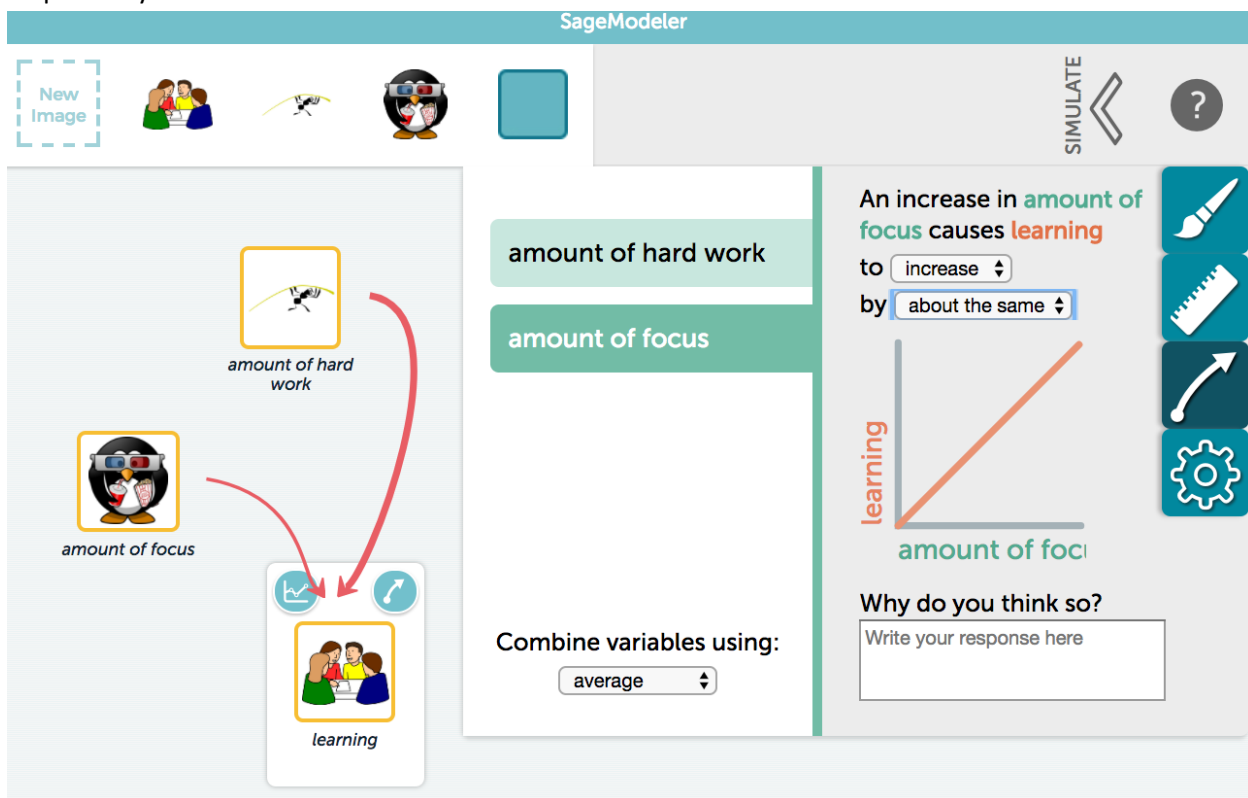 SageModeler
New
Image
SIMULATE
?
amount of hard work
amount of focus
An increase in amount of
focus causes learning
to increase
by about the same
learning
amount of focu
Why do you think so?
Write your response here
Combine variables using:
average
amount of hard
work
amount of focus
learning